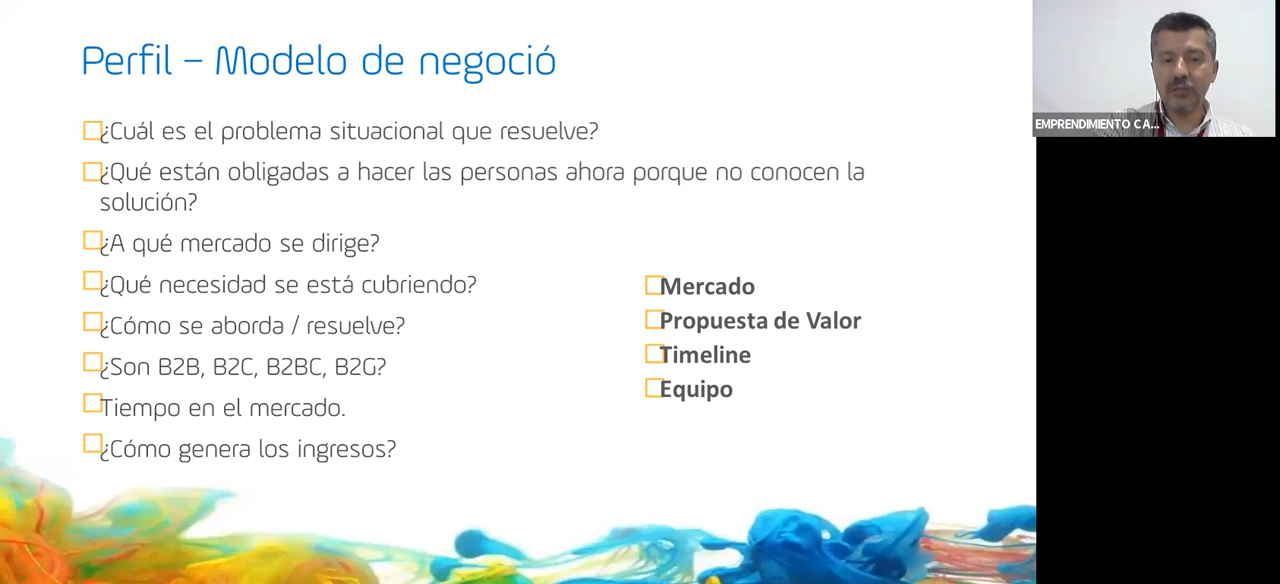 Perfil – Modelo de negoció
¿Cuál es el problema situacional que resuelve?
¿Qué están obligadas a hacer las personas ahora porque no conocen la
solución?
¿A qué mercado se dirige?
¿Qué necesidad se está cubriendo?
¿Cómo se aborda / resuelve?
¿Son B2B, B2C, B2BC, B2G?
Tiempo en el mercado.
¿Cómo genera los ingresos?
Mercado
Propuesta de Valor
Timeline
Equipo
EMPRENDIMIENTO CA...